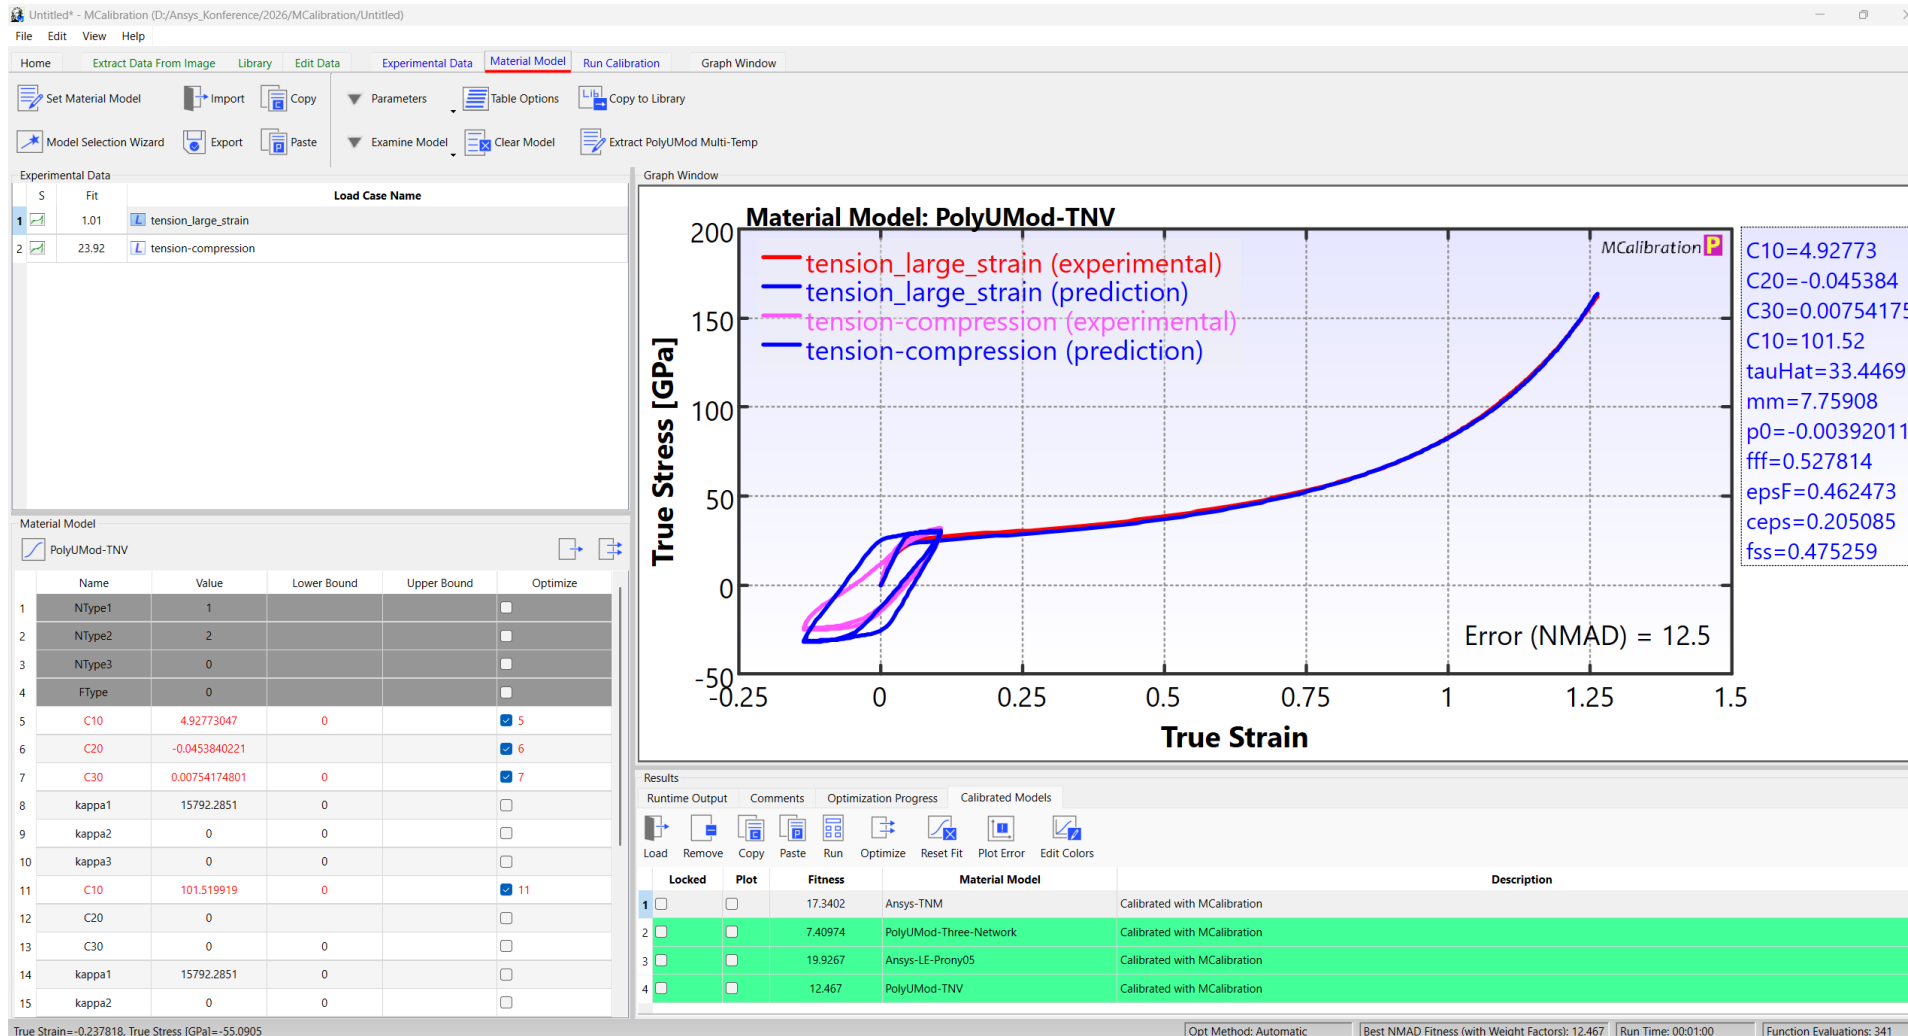 Untitled* - MCalibration (D:/Ansys_Konference/2026/MCalibration/Untitled)
File Edit View Help
Home Extract Data From Image Library Edit Data Experimental Data Material Model Run Calibration Graph Window
Set Material Model Import Copy Parameters Table Options Copy to Library
Model Selection Wizard Export Paste Examine Model Clear Model Extract PolyUMod Multi-Temp
Experimental Data
S Fit Load Case Name
1 1.01 L tension_large_strain
2 23.92 L tension-compression
Graph Window
Material Model: PolyUMod-TNV
MCalibration P
tension_large_strain (experimental)
tension_large_strain (prediction)
tension-compression (experimental)
tension-compression (prediction)
200
150
100
50
0
-50
True Stress [GPa]
-0.25 0 0.25 0.5 0.75 1 1.25 1.5
True Strain
Error (NMAD) = 12.5
C10=4.92773
C20=-0.045384
C30=0.00754175
C10=101.52
tauHat=33.4469
mm=7.75908
p0=-0.00392011
fff=0.527814
epsF=0.462473
ceps=0.205085
fss=0.475259
Material Model
PolyUMod-TNV
Name Value Lower Bound Upper Bound Optimize
1 NType1 1
2 NType2 2
3 NType3 0
4 FType 0
5 C10 4.92773047 0 5
6 C20 -0.0453840221 6
7 C30 0.00754174801 0 7
8 kappa1 15792.2851 0
9 kappa2 0 0
10 kappa3 0 0
11 C10 101.519919 0 11
12 C20 0
13 C30 0 0
14 kappa1 15792.2851 0
15 kappa2 0 0
Results
Runtime Output Comments Optimization Progress Calibrated Models
Load Remove Copy Paste Run Optimize Reset Fit Plot Error Edit Colors
Locked Plot Fitness Material Model Description
1 17.3402 Ansys-TNM Calibrated with MCalibration
2 7.40974 PolyUMod-Three-Network Calibrated with MCalibration
3 19.9267 Ansys-LE-Prony05 Calibrated with MCalibration
4 12.467 PolyUMod-TNV Calibrated with MCalibration
True Strain=-0.237818, True Stress [GPa]=-55.0905
Opt Method: Automatic Best NMAD Fitness (with Weight Factors): 12.467 Run Time: 00:01:00 Function Evaluations: 341